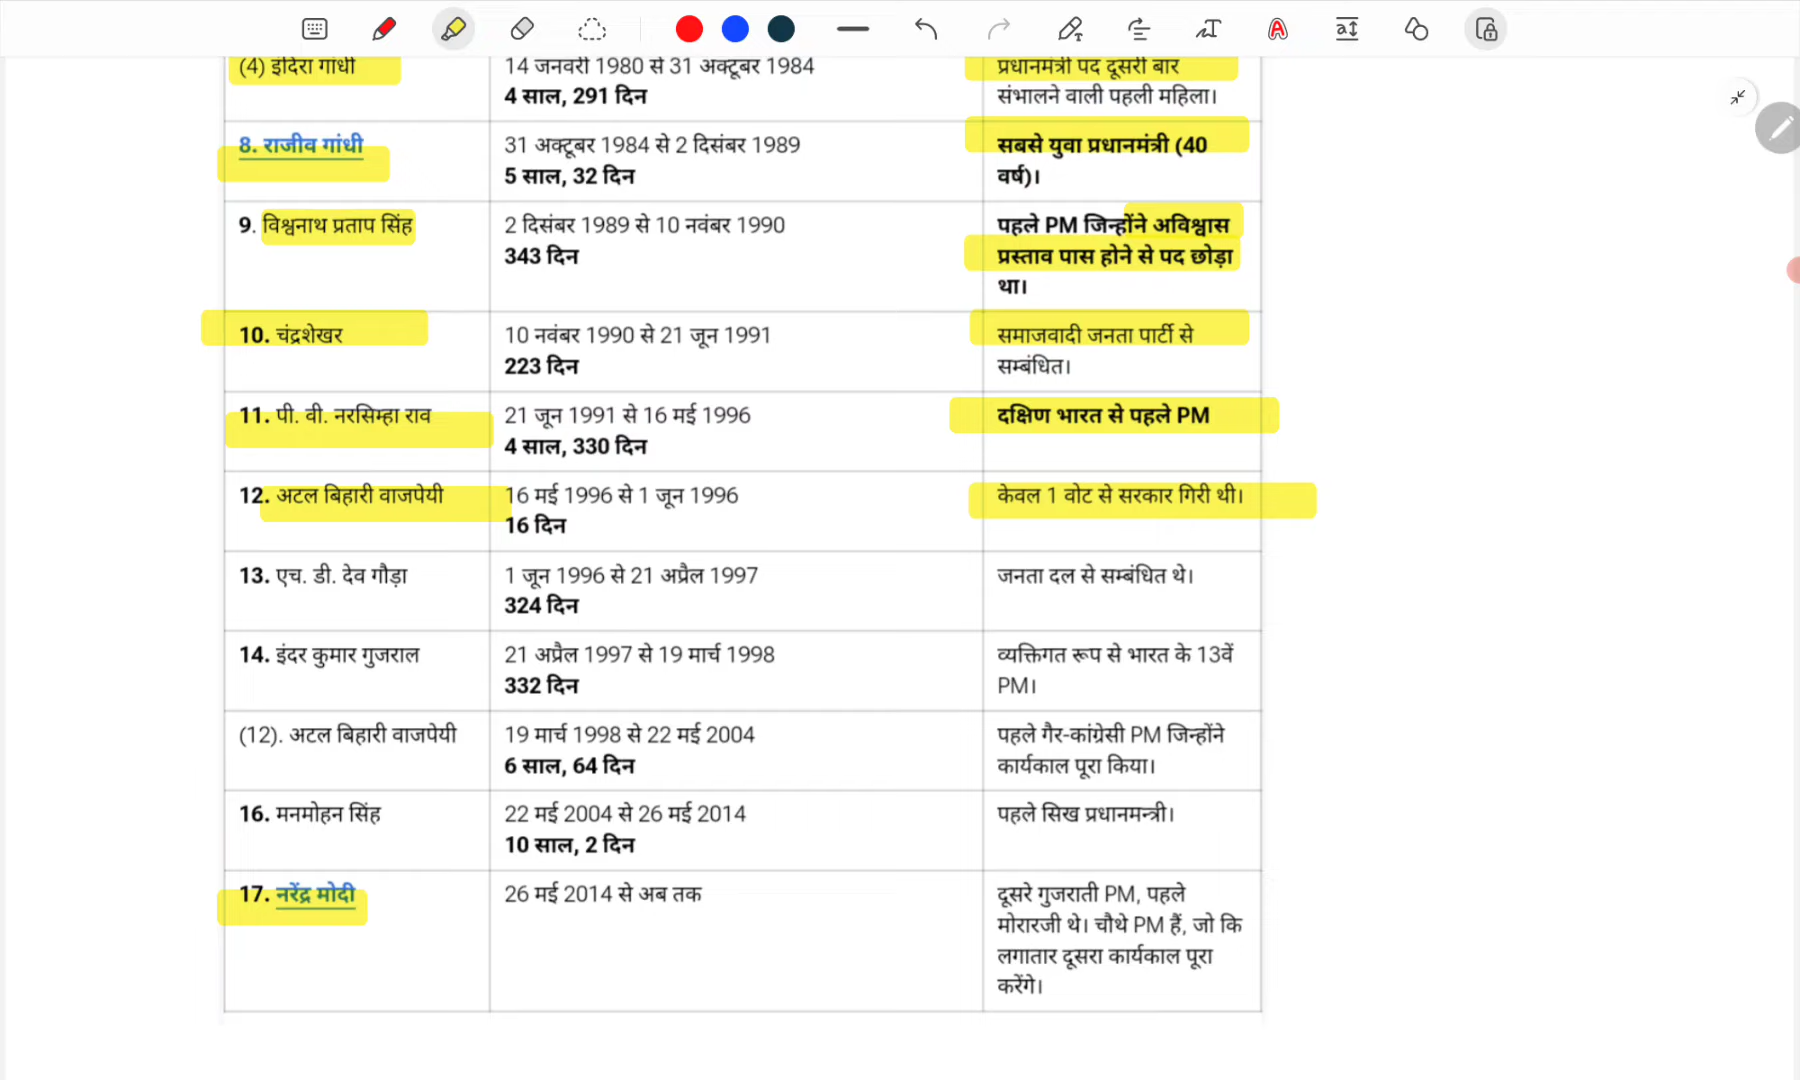 (4) इंदिरा गांधी
14 जनवरी 1980 से 31 अक्टूबर 1984
4 साल, 291 दिन
प्रधानमंत्री पद दूसरी बार
संभालने वाली पहली महिला।
8. राजीव गांधी
31 अक्टूबर 1984 से 2 दिसंबर 1989
5 साल, 32 दिन
सबसे युवा प्रधानमंत्री (40
वर्ष)।
9. विश्वनाथ प्रताप सिंह
2 दिसंबर 1989 से 10 नवंबर 1990
343 दिन
पहले PM जिन्होंने अविश्वास
प्रस्ताव पास होने से पद छोड़ा
था।
10. चंद्रशेखर
10 नवंबर 1990 से 21 जून 1991
223 दिन
समाजवादी जनता पार्टी से
सम्बंधित।
11. पी. वी. नरसिम्हा राव
21 जून 1991 से 16 मई 1996
4 साल, 330 दिन
दक्षिण भारत से पहले PM
12. अटल बिहारी वाजपेयी
16 मई 1996 से 1 जून 1996
16 दिन
केवल 1 वोट से सरकार गिरी थी।
13. एच. डी. देव गौड़ा
1 जून 1996 से 21 अप्रैल 1997
324 दिन
जनता दल से सम्बंधित थे।
14. इंदर कुमार गुजराल
21 अप्रैल 1997 से 19 मार्च 1998
332 दिन
व्यक्तिगत रूप से भारत के 13वें
PM।
(12). अटल बिहारी वाजपेयी
19 मार्च 1998 से 22 मई 2004
6 साल, 64 दिन
पहले गैर-कांग्रेसी PM जिन्होंने
कार्यकाल पूरा किया।
16. मनमोहन सिंह
22 मई 2004 से 26 मई 2014
10 साल, 2 दिन
पहले सिख प्रधानमन्त्री।
17. नरेंद्र मोदी
26 मई 2014 से अब तक
दूसरे गुजराती PM, पहले
मोरारजी थे। चौथे PM हैं, जो कि
लगातार दूसरा कार्यकाल पूरा
करेंगे।